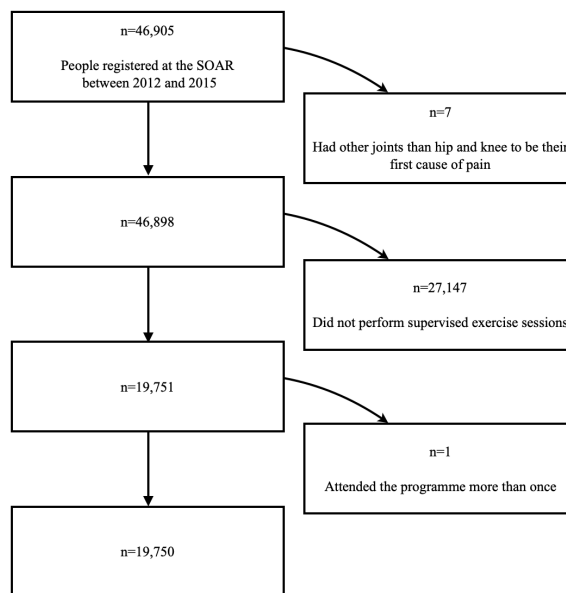 n=46,905
People registered at the SOAR
between 2012 and 2015
n=7
Had other joints than hip and knee to be their
first cause of pain
n=46,898
n=27,147
Did not perform supervised exercise sessions
n=19,751
n=1
Attended the programme more than once
n=19,750